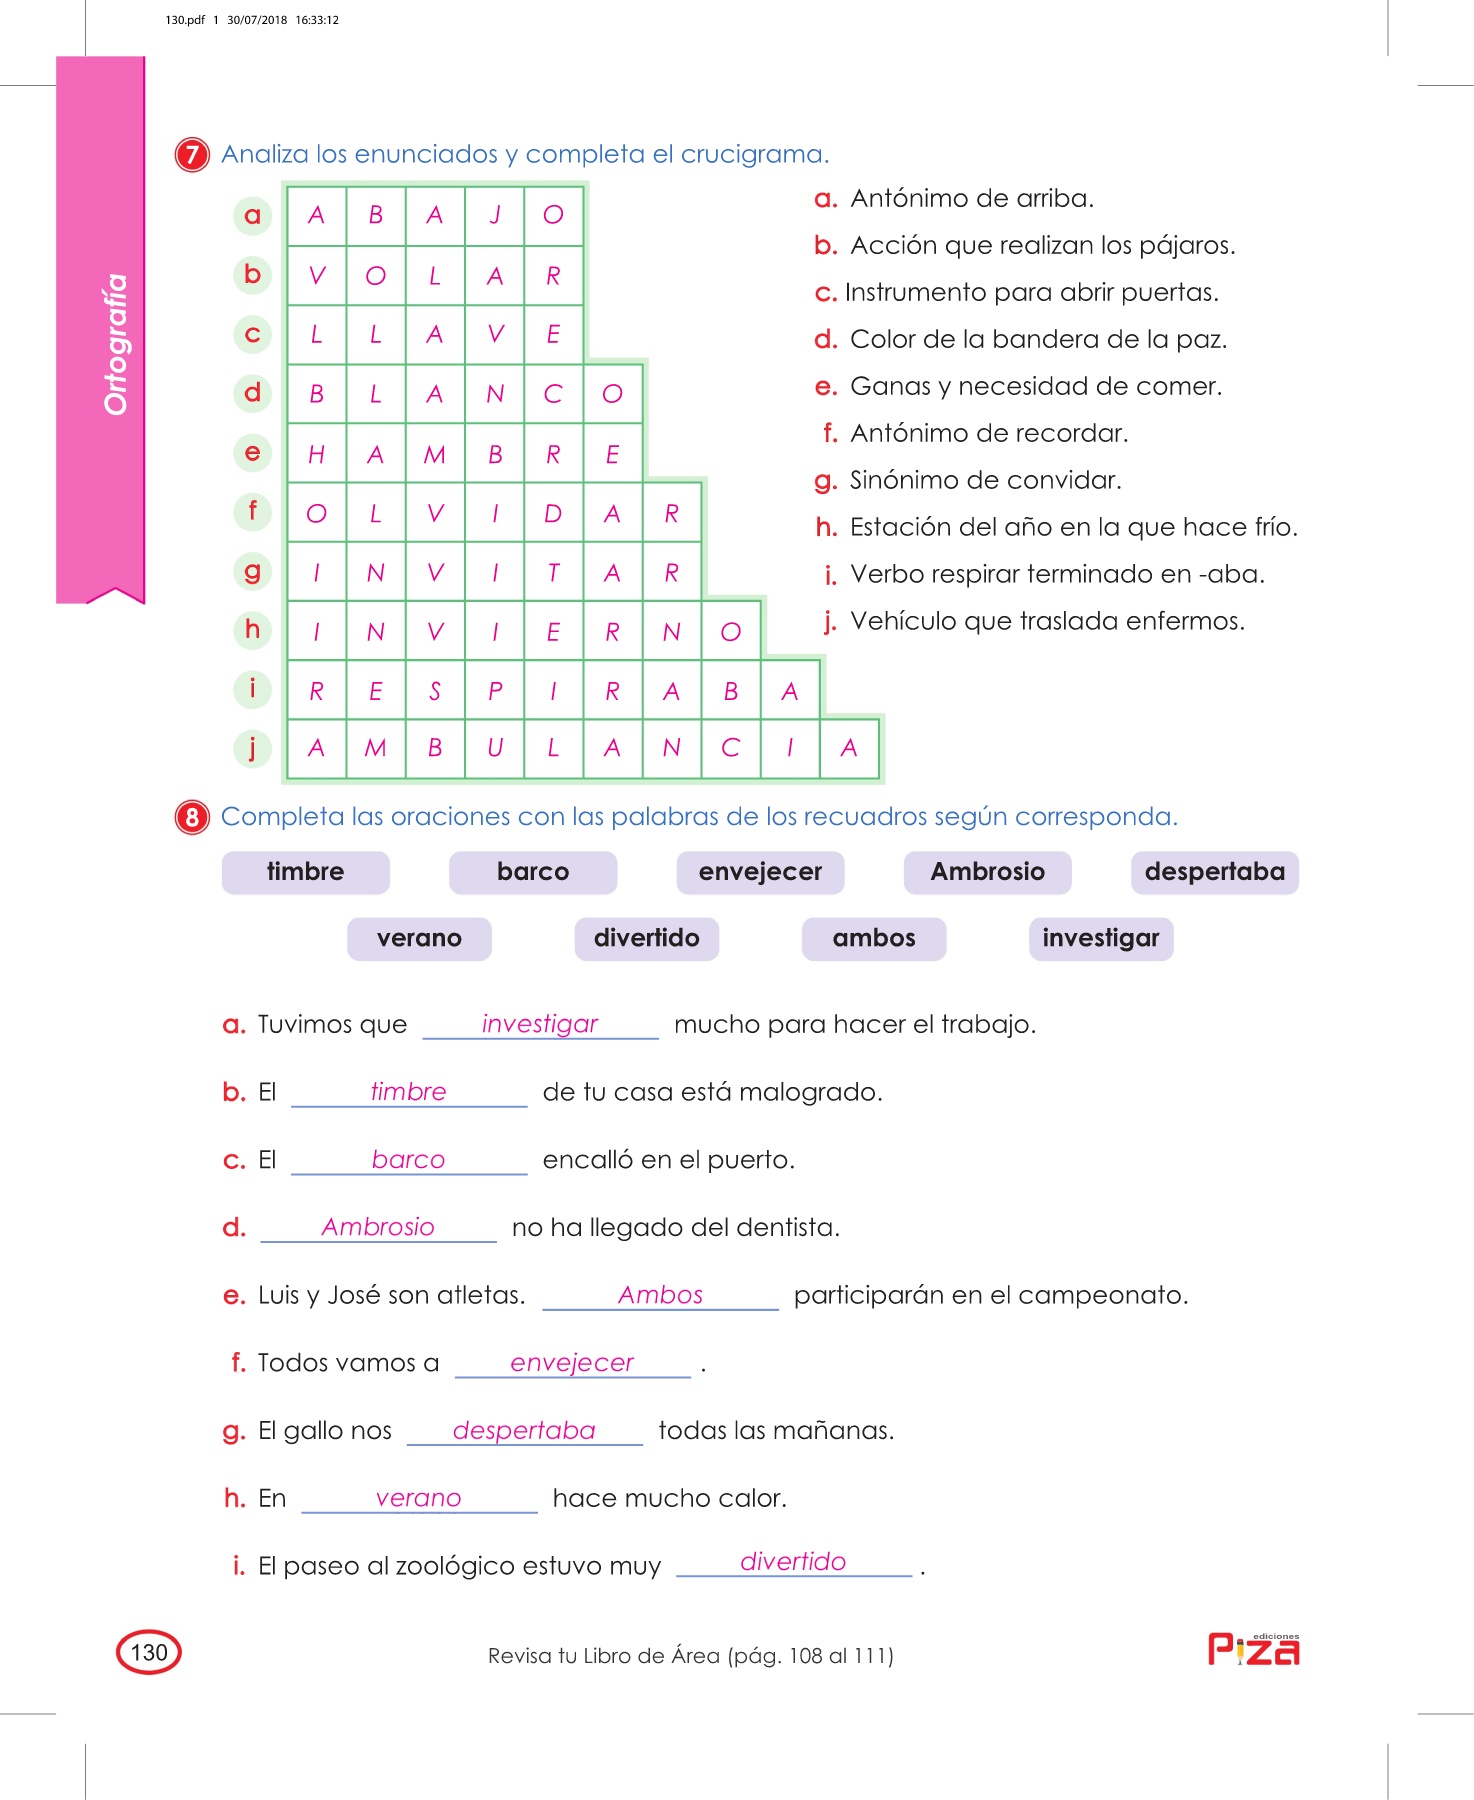 130.pdf 1 30/07/2018 16:33:12
Ortografía
7 Analiza los enunciados y completa el crucigrama.
a A B A J O
b V O L A R
c L L A V E
d B L A N C O
e H A M B R E
f O L V I D A R
g I N V I T A R
h I N V I E R N O
i R E S P I R A B A
j A M B U L A N C I A
a. Antónimo de arriba.
b. Acción que realizan los pájaros.
c. Instrumento para abrir puertas.
d. Color de la bandera de la paz.
e. Ganas y necesidad de comer.
f. Antónimo de recordar.
g. Sinónimo de convidar.
h. Estación del año en la que hace frío.
i. Verbo respirar terminado en -aba.
j. Vehículo que traslada enfermos.
8 Completa las oraciones con las palabras de los recuadros según corresponda.
timbre barco envejecer Ambrosio despertaba
verano divertido ambos investigar
a. Tuvimos que investigar mucho para hacer el trabajo.
b. El timbre de tu casa está malogrado.
c. El barco encalló en el puerto.
d. Ambrosio no ha llegado del dentista.
e. Luis y José son atletas. Ambos participarán en el campeonato.
f. Todos vamos a envejecer .
g. El gallo nos despertaba todas las mañanas.
h. En verano hace mucho calor.
i. El paseo al zoológico estuvo muy divertido .
130
Revisa tu Libro de Área (pág. 108 al 111)
ediciones
Piza